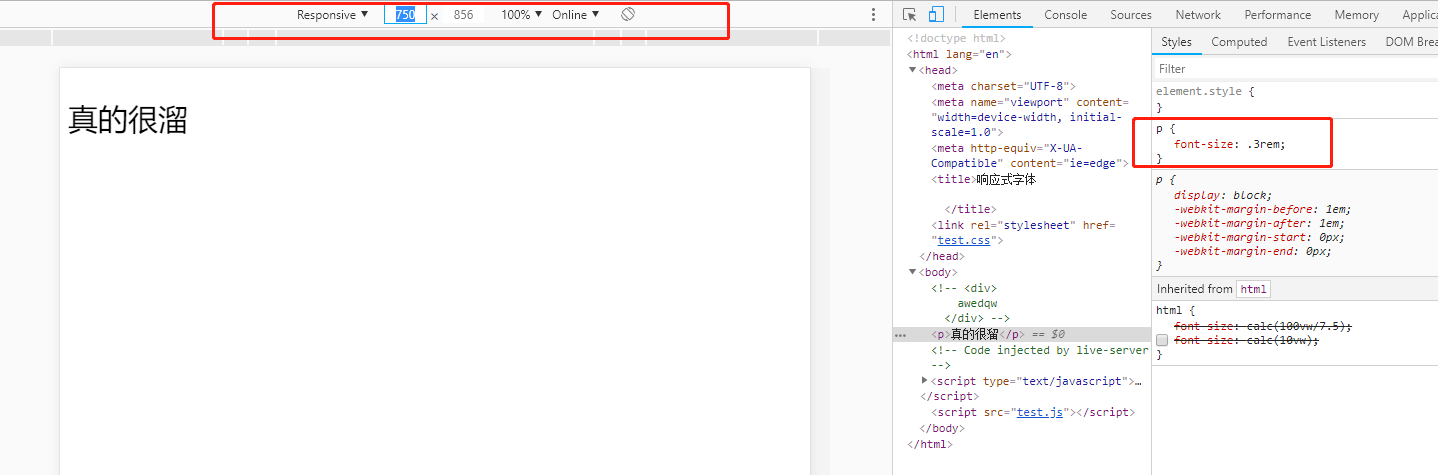 Responsive ▼ 750 × 856 100% ▼ Online ▼
真的很溜
Elements Console Sources Network Performance Memory Applica
<!doctype html>
<html lang="en">
▼<head>
<meta charset="UTF-8">
<meta name="viewport" content=
"width=device-width, initial-
scale=1.0">
<meta http-equiv="X-UA-
Compatible" content="ie=edge">
<title>响应式字体
</title>
<link rel="stylesheet" href=
"test.css">
</head>
▼<body>
<!-- <div>
awedqw
</div> -->
... <p>真的很溜</p> == $0
<!-- Code injected by live-server
-->
▶<script type="text/javascript">…
</script>
<script src="test.js"></script>
</body>
</html>
Styles Computed Event Listeners DOM Brea
Filter
element.style {
}
p {
font-size: .3rem;
}
p {
display: block;
-webkit-margin-before: 1em;
-webkit-margin-after: 1em;
-webkit-margin-start: 0px;
-webkit-margin-end: 0px;
}
Inherited from html
html {
font-size: calc(100vw/7.5);
font-size: calc(10vw);
}